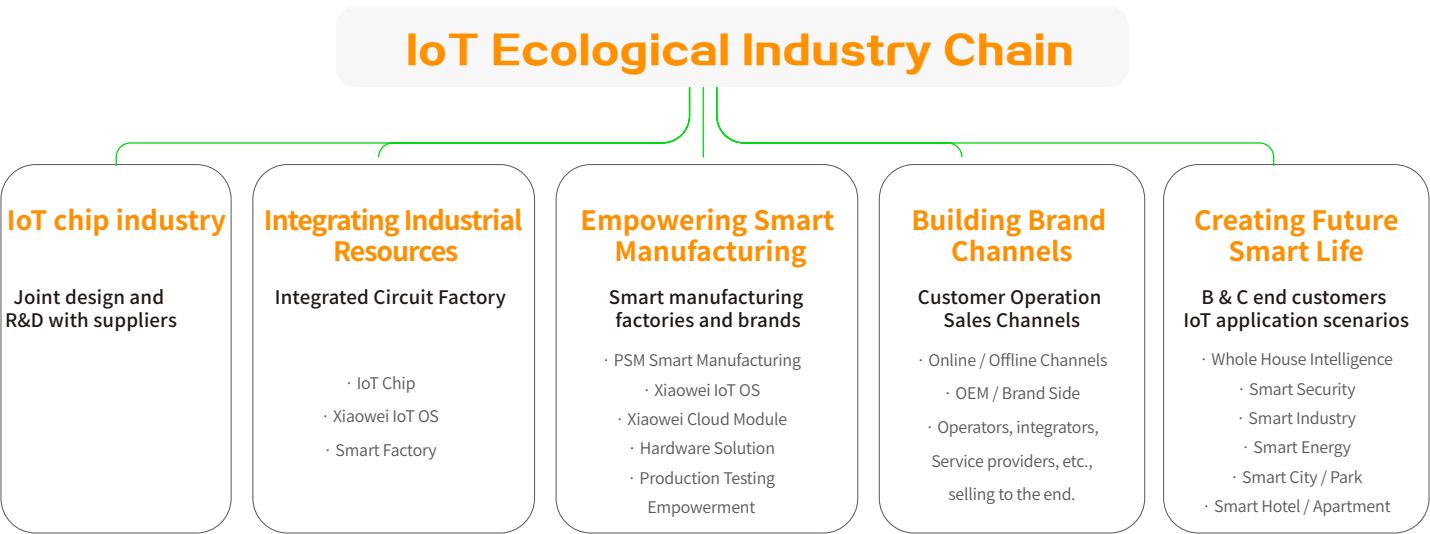 IoT Ecological Industry Chain
IoT chip industry
Joint design and
R&D with suppliers
Integrating Industrial
Resources
Integrated Circuit Factory
· IoT Chip
· Xiaowei IoT OS
· Smart Factory
Empowering Smart
Manufacturing
Smart manufacturing
factories and brands
· PSM Smart Manufacturing
· Xiaowei IoT OS
· Xiaowei Cloud Module
· Hardware Solution
· Production Testing
Empowerment
Building Brand
Channels
Customer Operation
Sales Channels
· Online / Offline Channels
· OEM / Brand Side
· Operators, integrators,
Service providers, etc.,
selling to the end.
Creating Future
Smart Life
B & C end customers
IoT application scenarios
· Whole House Intelligence
· Smart Security
· Smart Industry
· Smart Energy
· Smart City / Park
· Smart Hotel / Apartment